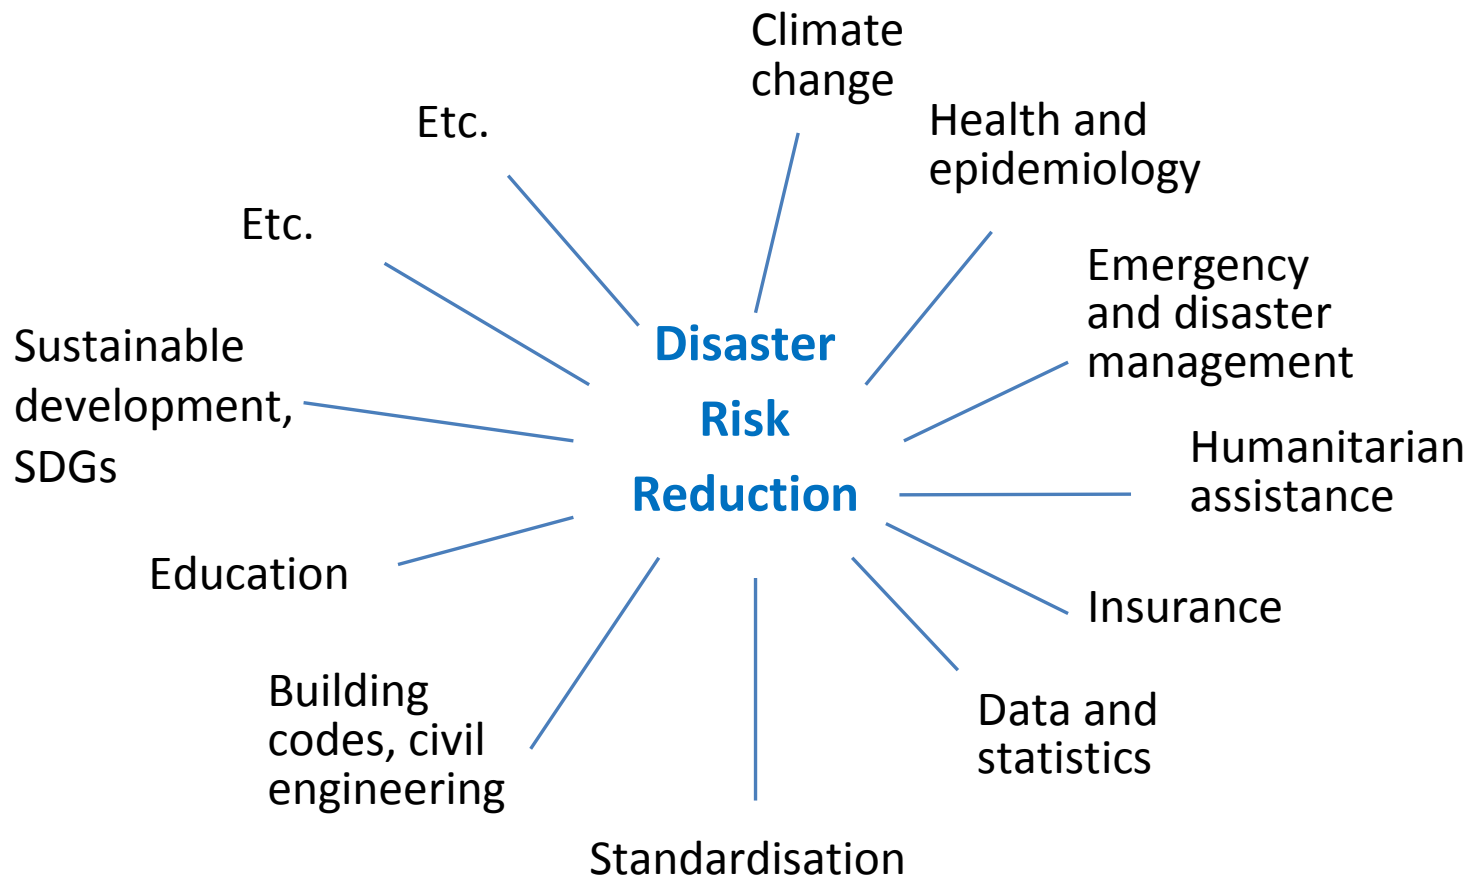 Climate
change
Health and
epidemiology
Emergency
and disaster
management
Humanitarian
assistance
Insurance
Data and
statistics
Standardisation
Building
codes, civil
engineering
Education
Sustainable
development,
SDGs
Etc.
Etc.
Disaster
Risk
Reduction